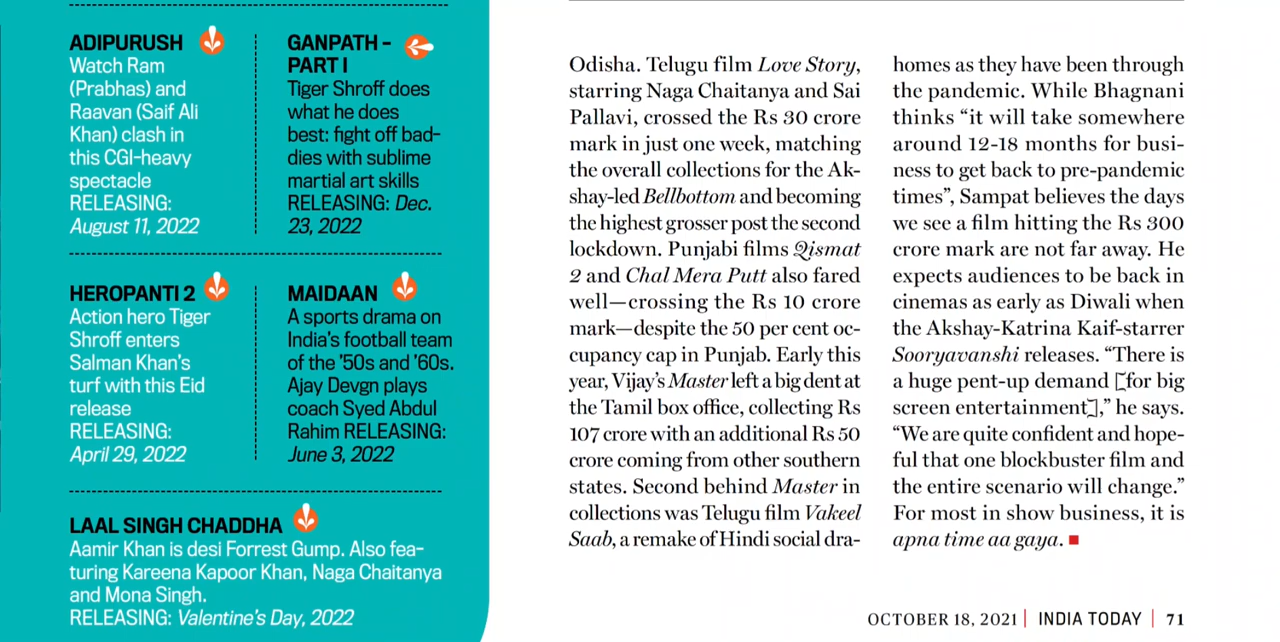 ADIPURUSH
Watch Ram
(Prabhas) and
Raavan (Saif Ali
Khan) clash in
this CGI-heavy
spectacle
RELEASING:
August 11, 2022
GANPATH –
PART I
Tiger Shroff does
what he does
best: fight off bad-
dies with sublime
martial art skills
RELEASING: Dec.
23, 2022
HEROPANTI 2
Action hero Tiger
Shroff enters
Salman Khan's
turf with this Eid
release
RELEASING:
April 29, 2022
MAIDAAN
A sports drama on
India's football team
of the '50s and '60s.
Ajay Devgn plays
coach Syed Abdul
Rahim RELEASING:
June 3, 2022
LAAL SINGH CHADDHA
Aamir Khan is desi Forrest Gump. Also fea-
turing Kareena Kapoor Khan, Naga Chaitanya
and Mona Singh.
RELEASING: Valentine's Day, 2022
Odisha. Telugu film Love Story,
starring Naga Chaitanya and Sai
Pallavi, crossed the Rs 30 crore
mark in just one week, matching
the overall collections for the Ak-
shay-led Bellbottom and becoming
the highest grosser post the second
lockdown. Punjabi films Qismat
2 and Chal Mera Putt also fared
well—crossing the Rs 10 crore
mark—despite the 50 per cent oc-
cupancy cap in Punjab. Early this
year, Vijay's Master left a big dent at
the Tamil box office, collecting Rs
107 crore with an additional Rs 50
crore coming from other southern
states. Second behind Master in
collections was Telugu film Vakeel
Saab, a remake of Hindi social dra-
homes as they have been through
the pandemic. While Bhagnani
thinks "it will take somewhere
around 12-18 months for busi-
ness to get back to pre-pandemic
times", Sampat believes the days
we see a film hitting the Rs 300
crore mark are not far away. He
expects audiences to be back in
cinemas as early as Diwali when
the Akshay-Katrina Kaif-starrer
Sooryavanshi releases. "There is
a huge pent-up demand [for big
screen entertainment]," he says.
"We are quite confident and hope-
ful that one blockbuster film and
the entire scenario will change."
For most in show business, it is
apna time aa gaya.
OCTOBER 18, 2021 | INDIA TODAY | 71